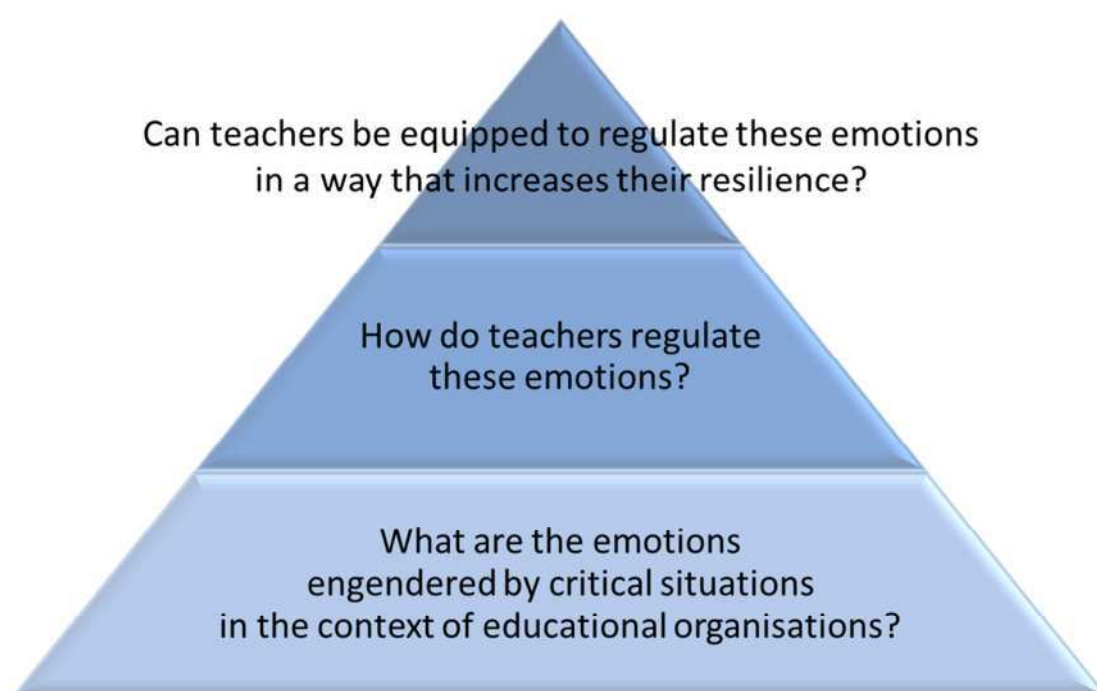 Can teachers be equipped to regulate these emotions
in a way that increases their resilience?
How do teachers regulate
these emotions?
What are the emotions
engendered by critical situations
in the context of educational organisations?